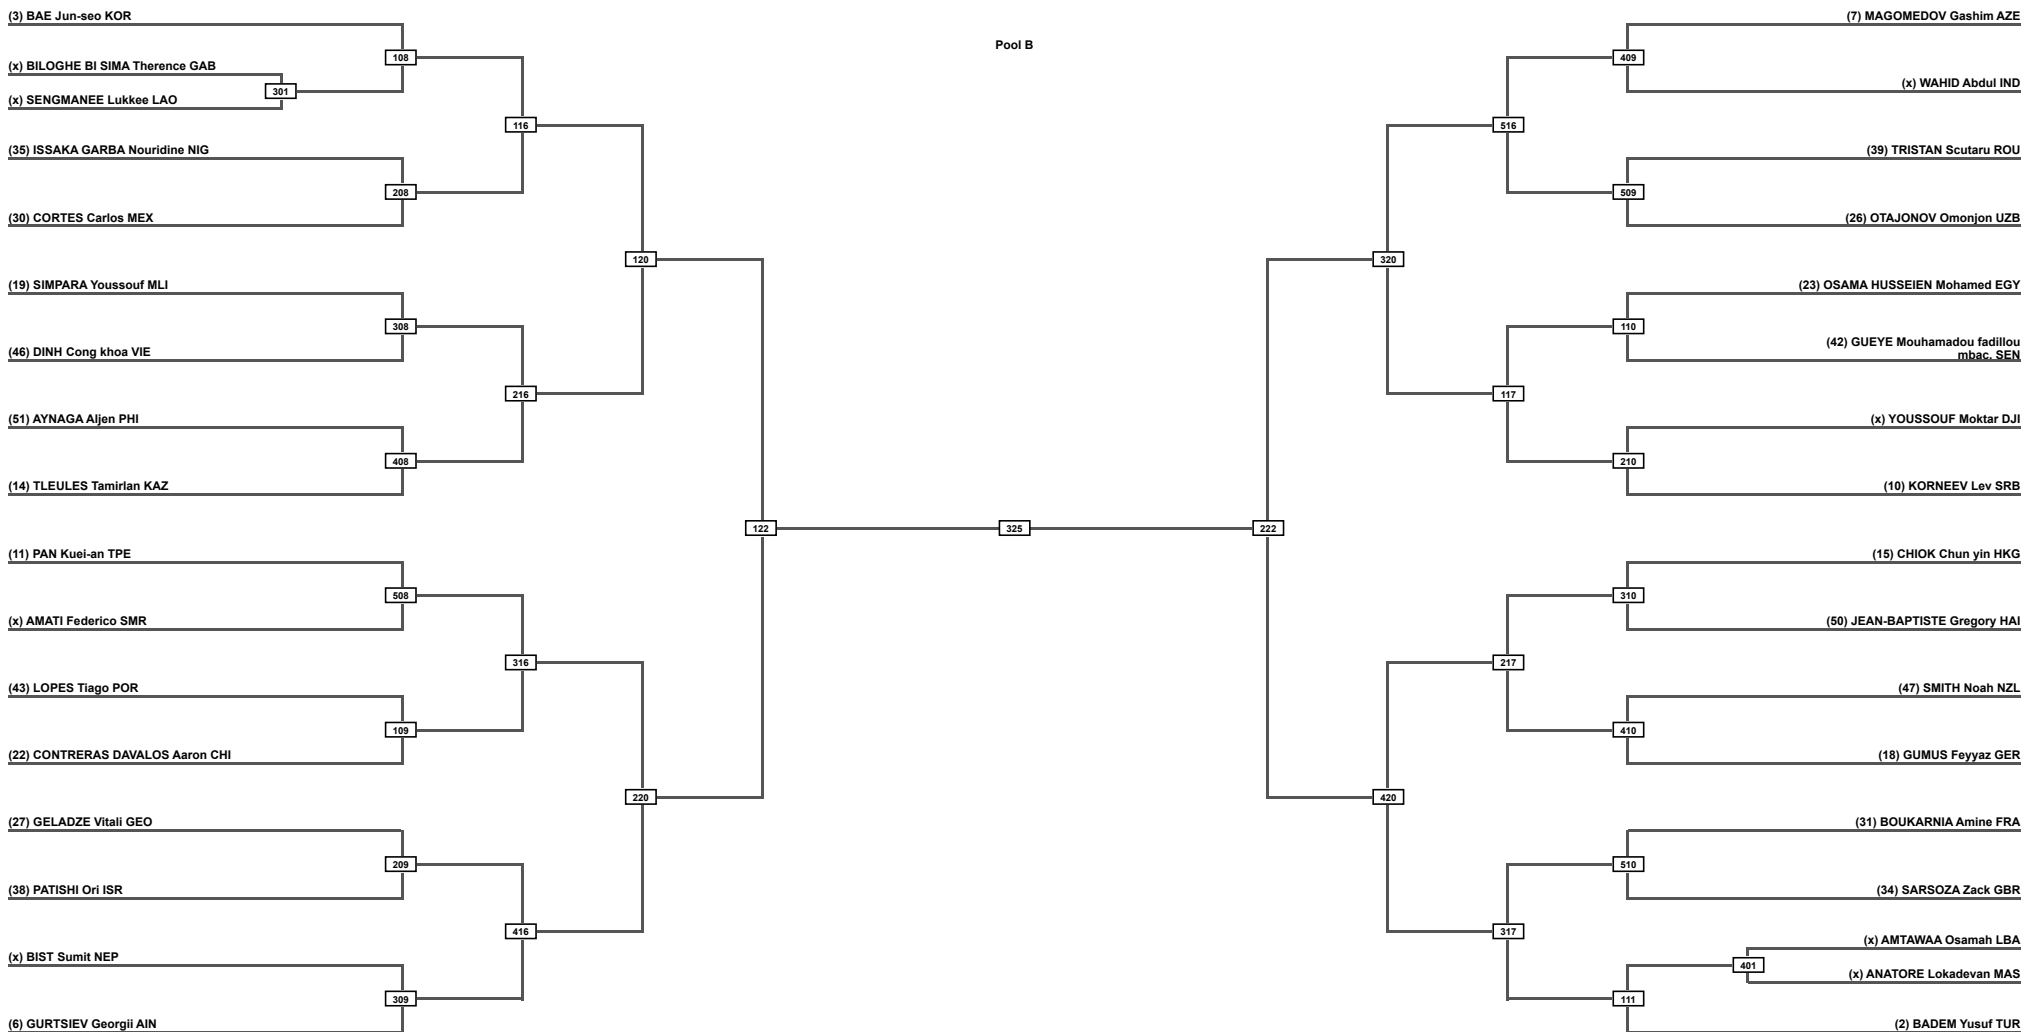 (3) BAE Jun-seo KOR
108
(x) BILOGHE BI SIMA Therence GAB
301
(x) SENGMANEE Lukkee LAO
116
(35) ISSAKA GARBA Nouridine NIG
208
(30) CORTES Carlos MEX
120
(19) SIMPARA Youssouf MLI
308
(46) DINH Cong khoa VIE
216
(51) AYNAGA Aljen PHI
408
(14) TLEULES Tamirlan KAZ
122
(11) PAN Kuei-an TPE
508
(x) AMATI Federico SMR
316
(43) LOPES Tiago POR
109
(22) CONTRERAS DAVALOS Aaron CHI
220
(27) GELADZE Vitali GEO
209
(38) PATISHI Ori ISR
416
(x) BIST Sumit NEP
309
(6) GURTSIEV Georgii AIN
Pool B
325
(7) MAGOMEDOV Gashim AZE
409
(x) WAHID Abdul IND
516
(39) TRISTAN Scutaru ROU
509
(26) OTAJONOV Omonjon UZB
320
(23) OSAMA HUSSEIEN Mohamed EGY
110
(42) GUEYE Mouhamadou fadillou
mbac. SEN
117
(x) YOUSSOUF Moktar DJI
210
(10) KORNEEV Lev SRB
222
(15) CHIOK Chun yin HKG
310
(50) JEAN-BAPTISTE Gregory HAI
217
(47) SMITH Noah NZL
410
(18) GUMUS Feyyaz GER
420
(31) BOUKARNIA Amine FRA
510
(34) SARSOZA Zack GBR
317
(x) AMTAWAA Osamah LBA
401
(x) ANATORE Lokadevan MAS
111
(2) BADEM Yusuf TUR